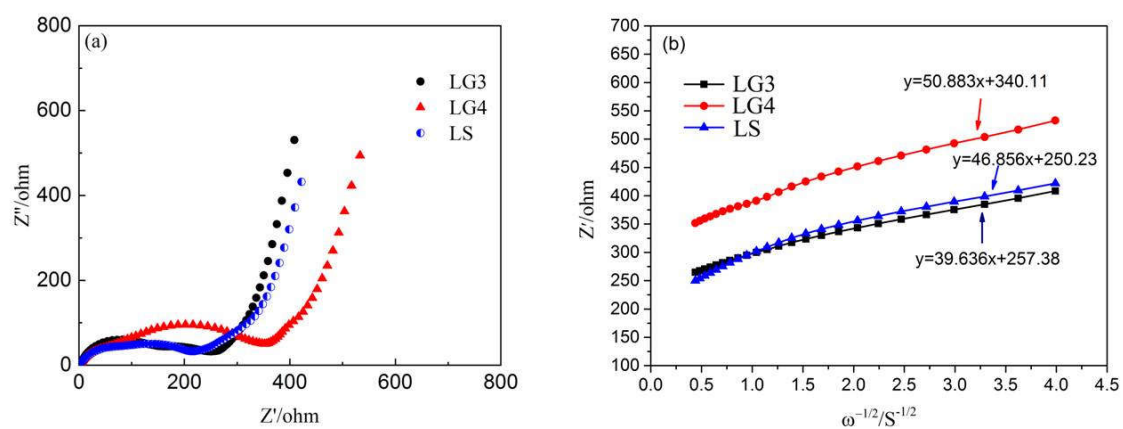 (a)
LG3
LG4
LS
800
600
400
200
0
Z''/ohm
0
200
400
600
800
Z'/ohm
(b)
LG3
LG4
LS
y=50.883x+340.11
y=46.856x+250.23
y=39.636x+257.38
700
650
600
550
500
450
400
350
300
250
200
150
100
Z'/ohm
0.0
0.5
1.0
1.5
2.0
2.5
3.0
3.5
4.0
4.5
ω⁻¹/²/S⁻¹/²